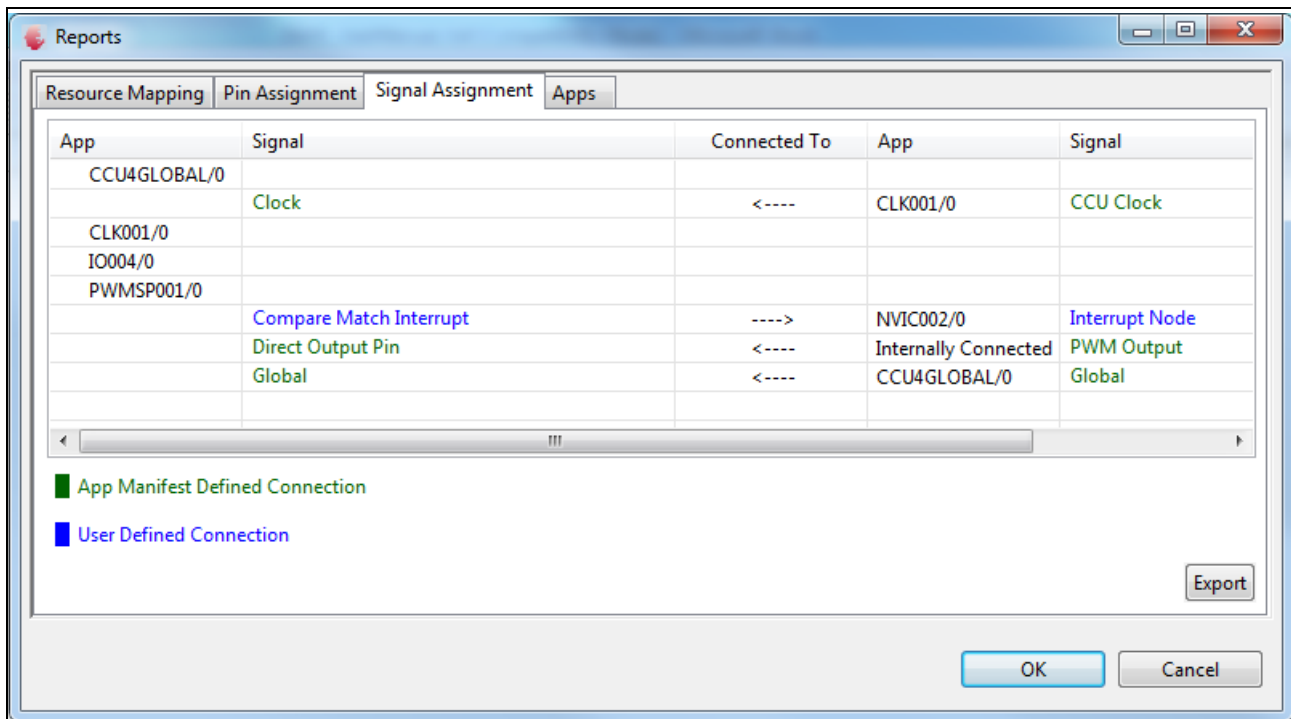 Reports
Resource Mapping Pin Assignment Signal Assignment Apps
App Signal Connected To App Signal
CCU4GLOBAL/0
Clock <---- CLK001/0 CCU Clock
CLK001/0
IO004/0
PWMSP001/0
Compare Match Interrupt ----> NVIC002/0 Interrupt Node
Direct Output Pin <---- Internally Connected PWM Output
Global <---- CCU4GLOBAL/0 Global
App Manifest Defined Connection
User Defined Connection
Export
OK Cancel